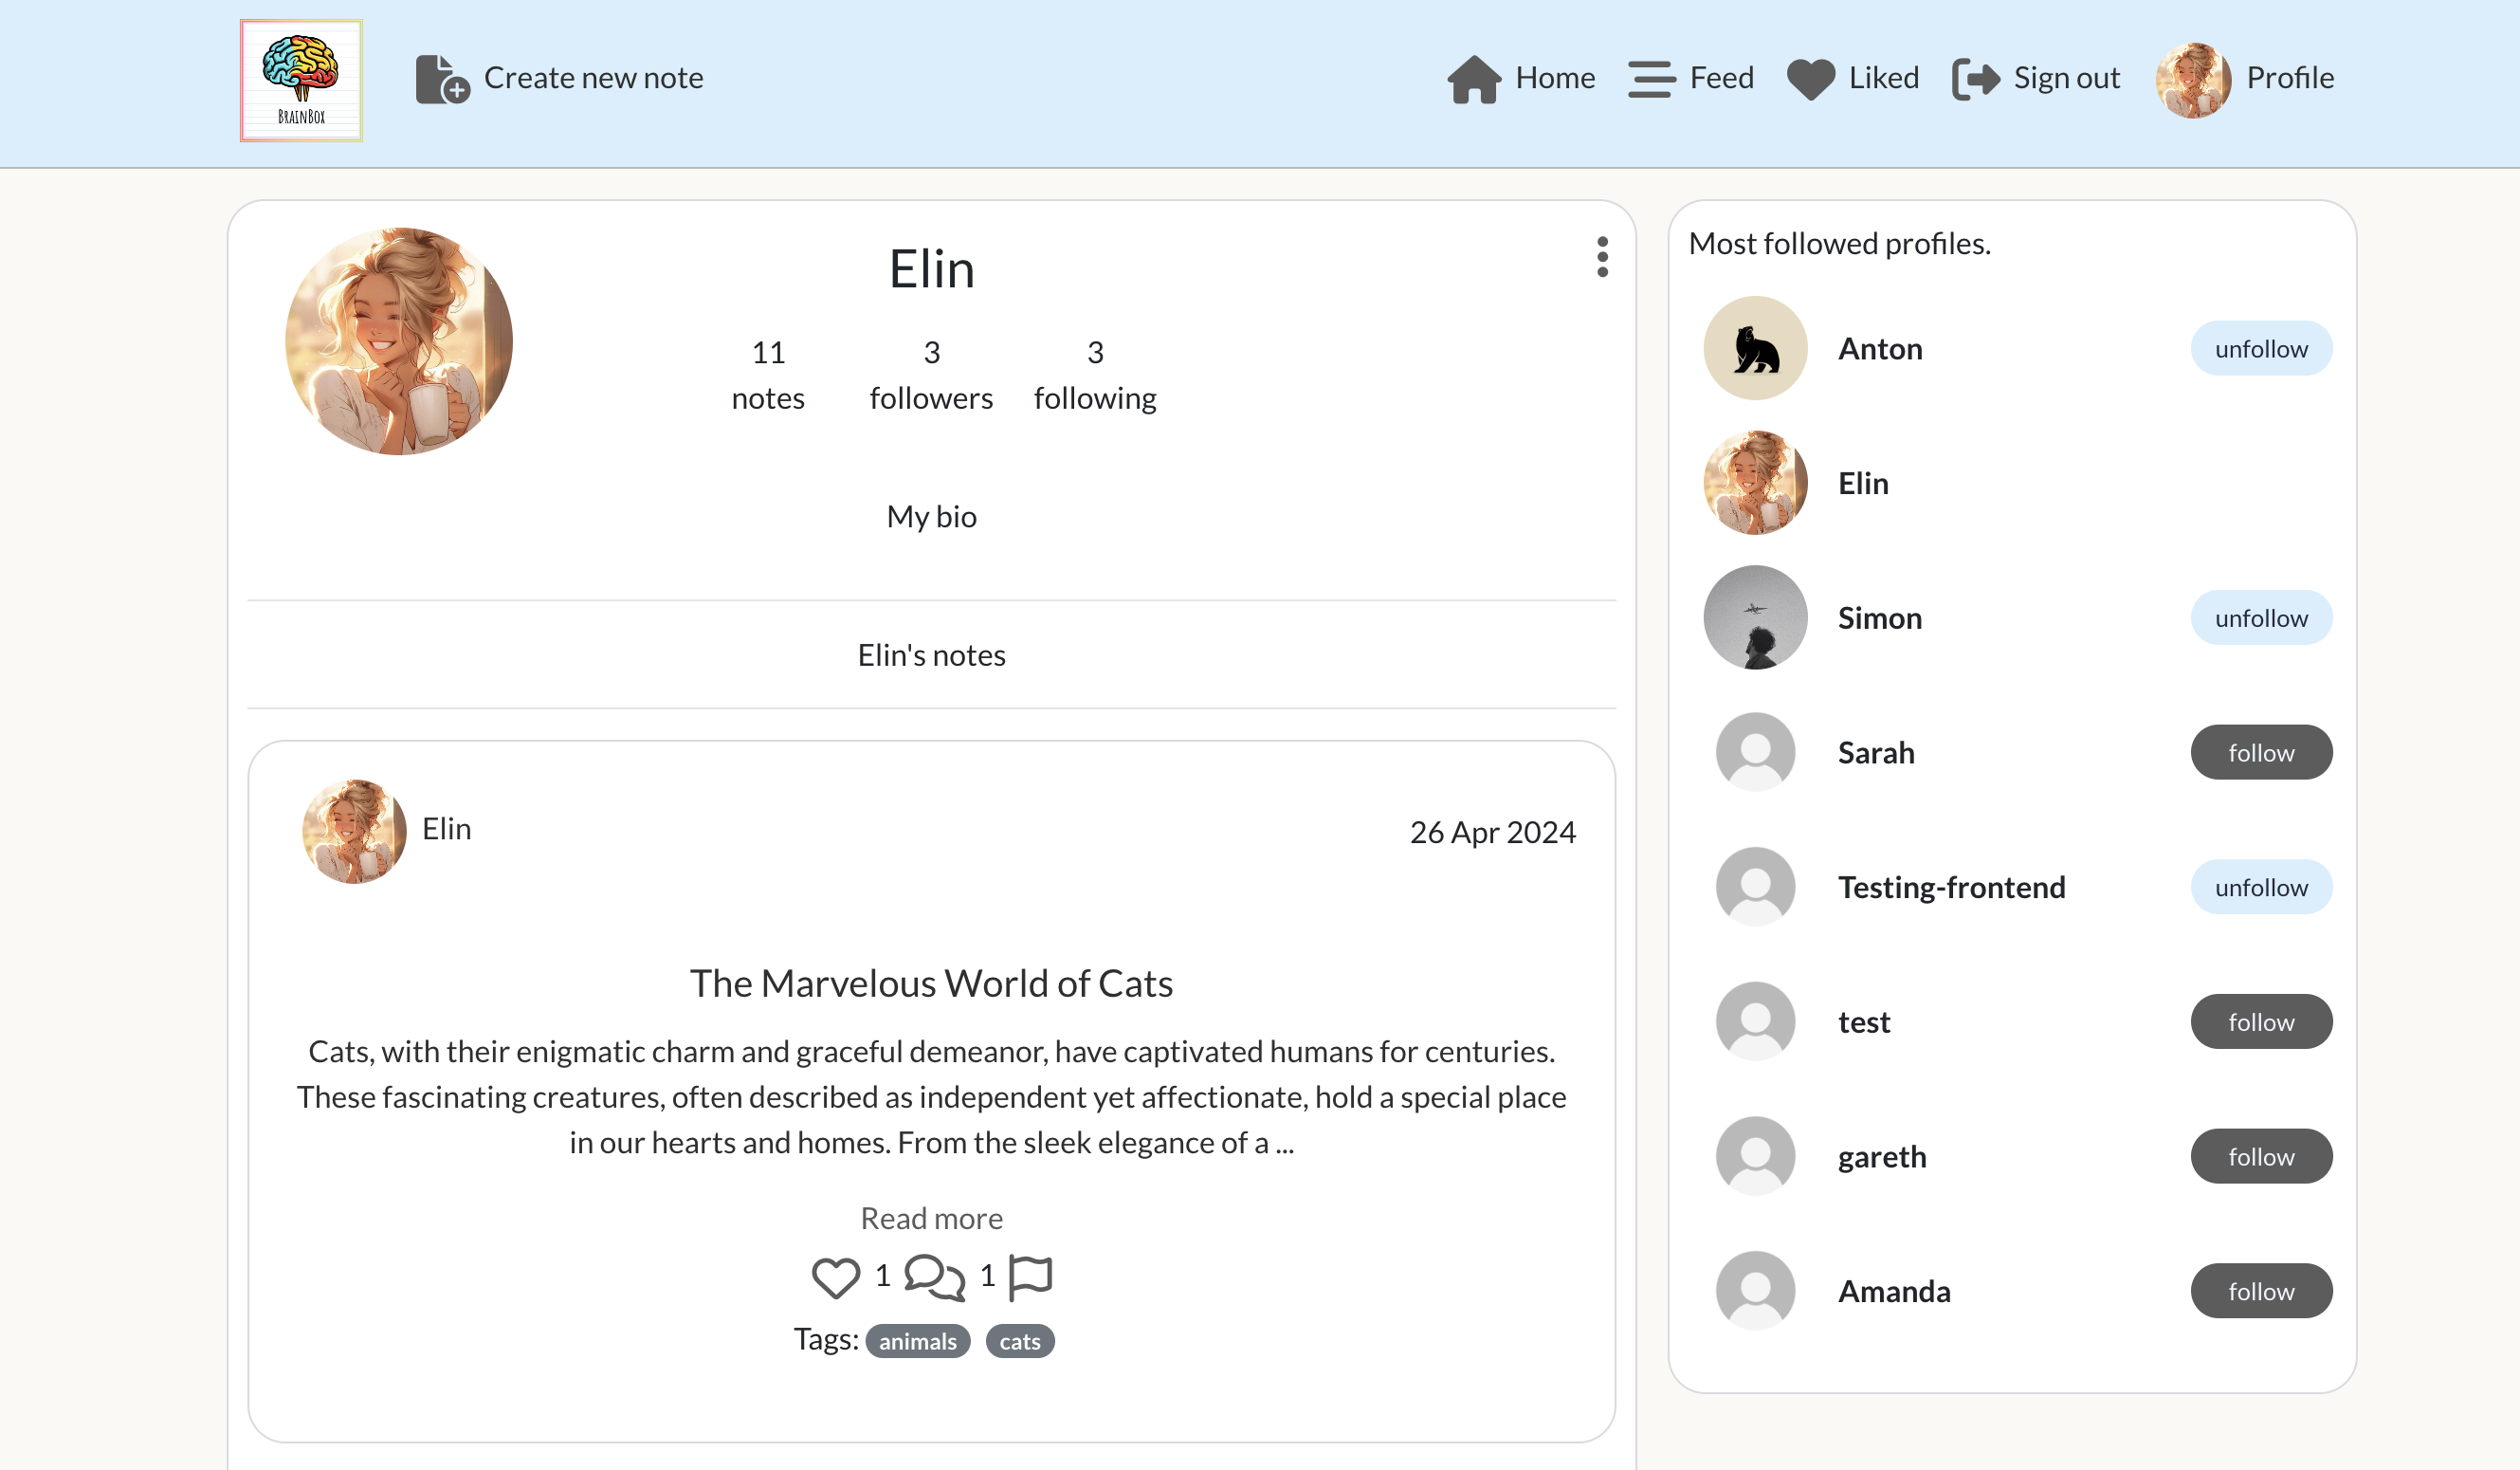 BRAINBOX
Create new note
Home
Feed
Liked
Sign out
Profile
Elin
11
notes
3
followers
3
following
My bio
Elin's notes
Elin
26 Apr 2024
The Marvelous World of Cats
Cats, with their enigmatic charm and graceful demeanor, have captivated humans for centuries.
These fascinating creatures, often described as independent yet affectionate, hold a special place
in our hearts and homes. From the sleek elegance of a ...
Read more
1
1
Tags: animals cats
Most followed profiles.
Anton
unfollow
Elin
Simon
unfollow
Sarah
follow
Testing-frontend
unfollow
test
follow
gareth
follow
Amanda
follow